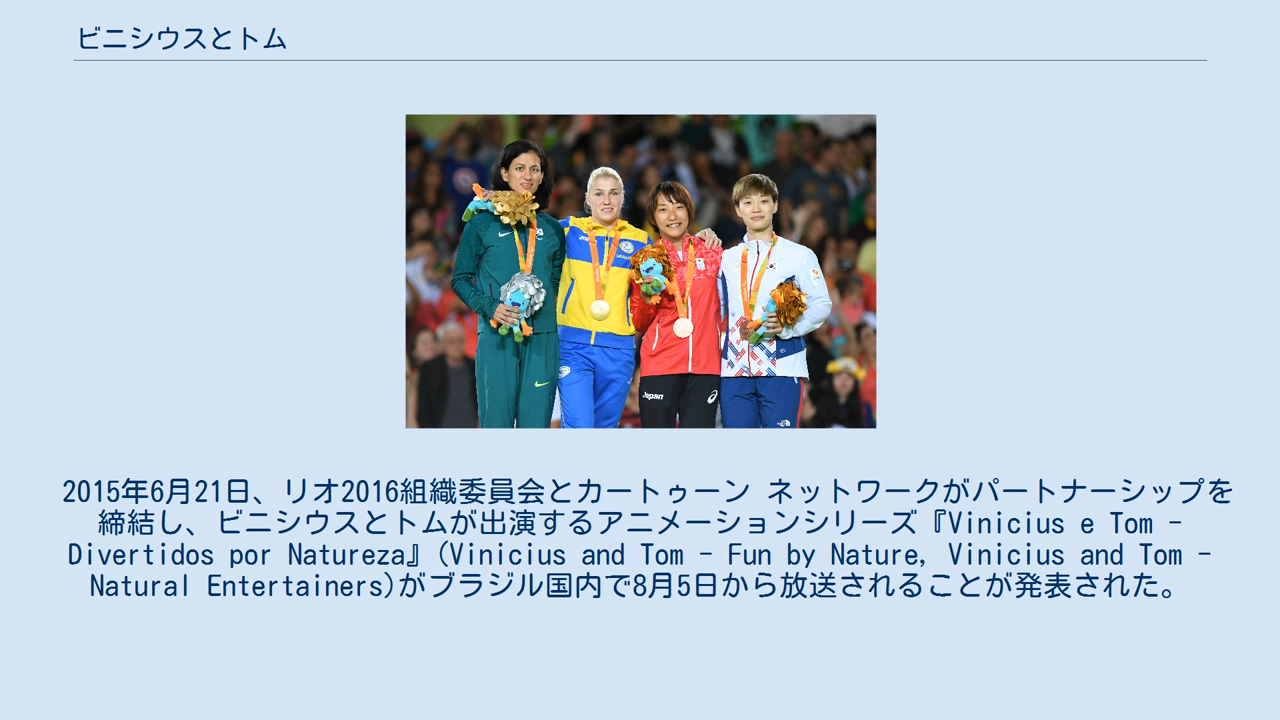 ビニシウスとトム
Japan
2015年6月21日、リオ2016組織委員会とカートゥーン ネットワークがパートナーシップを
締結し、ビニシウスとトムが出演するアニメーションシリーズ『Vinicius e Tom -
Divertidos por Natureza』(Vinicius and Tom - Fun by Nature, Vinicius and Tom -
Natural Entertainers)がブラジル国内で8月5日から放送されることが発表された。